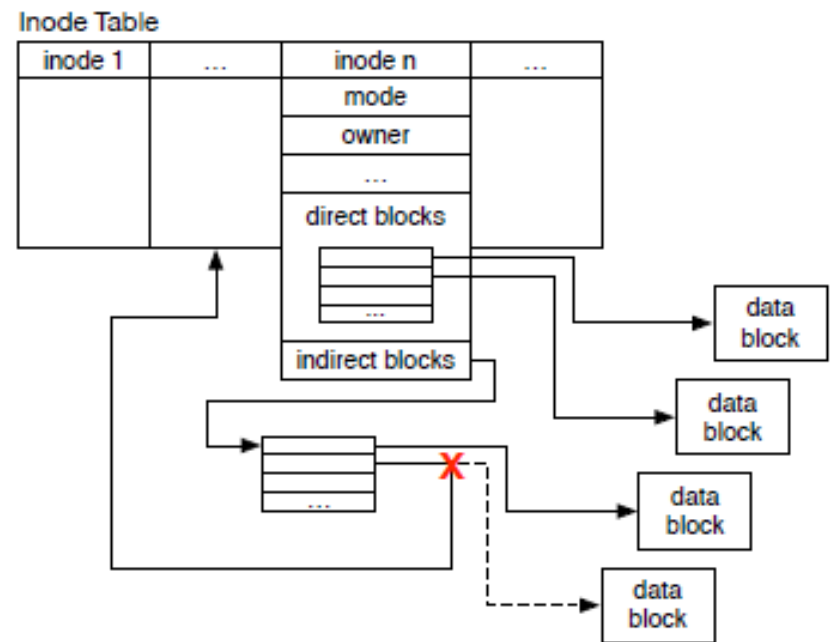 Inode Table
inode 1
...
inode n
...
mode
owner
...
direct blocks
...
indirect blocks
...
X
data
block
data
block
data
block
data
block